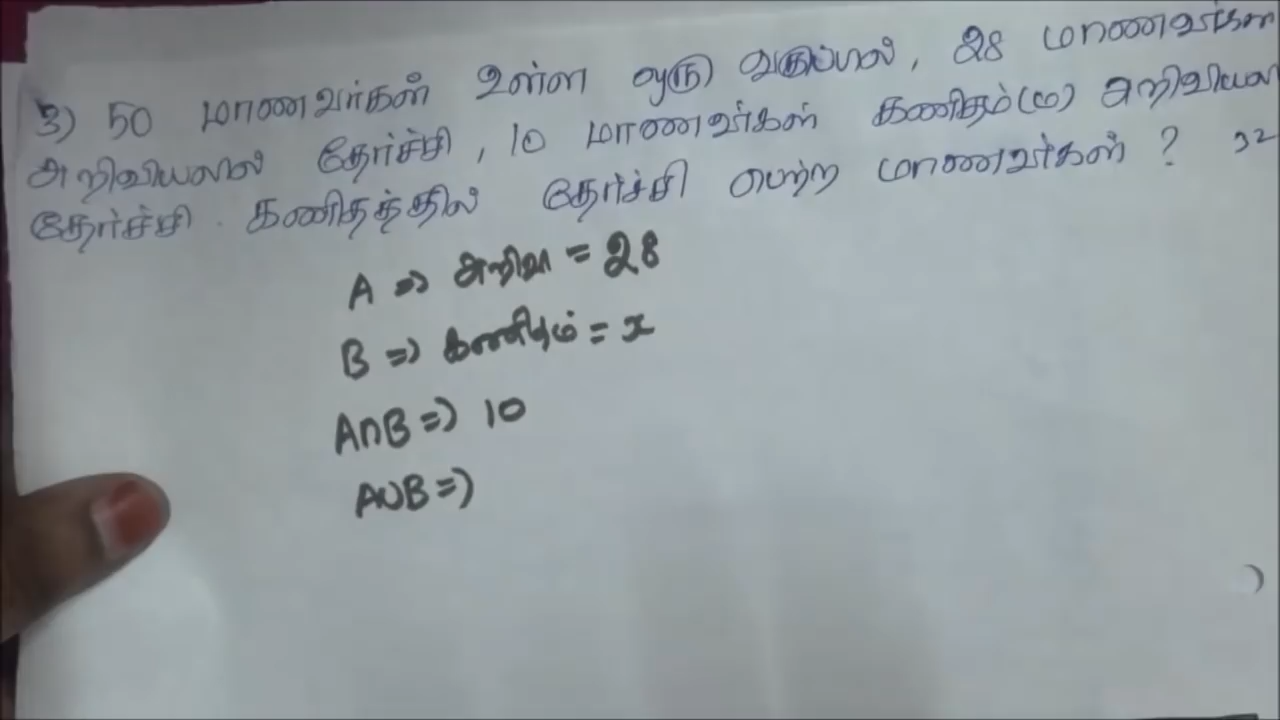 3) 50 மாணவர்கள் உள்ள ஒரு வகுப்பில், 28 மாணவர்கள்
அறிவியலில் தேர்ச்சி, 10 மாணவர்கள் கணிதம்(ம) அறிவியல்
தேர்ச்சி. கணிதத்தில் தேர்ச்சி பெற்ற மாணவர்கள்? 32
A => அறிவி = 28
B => கணிதம் = x
A∩B => 10
A∪B =>
)